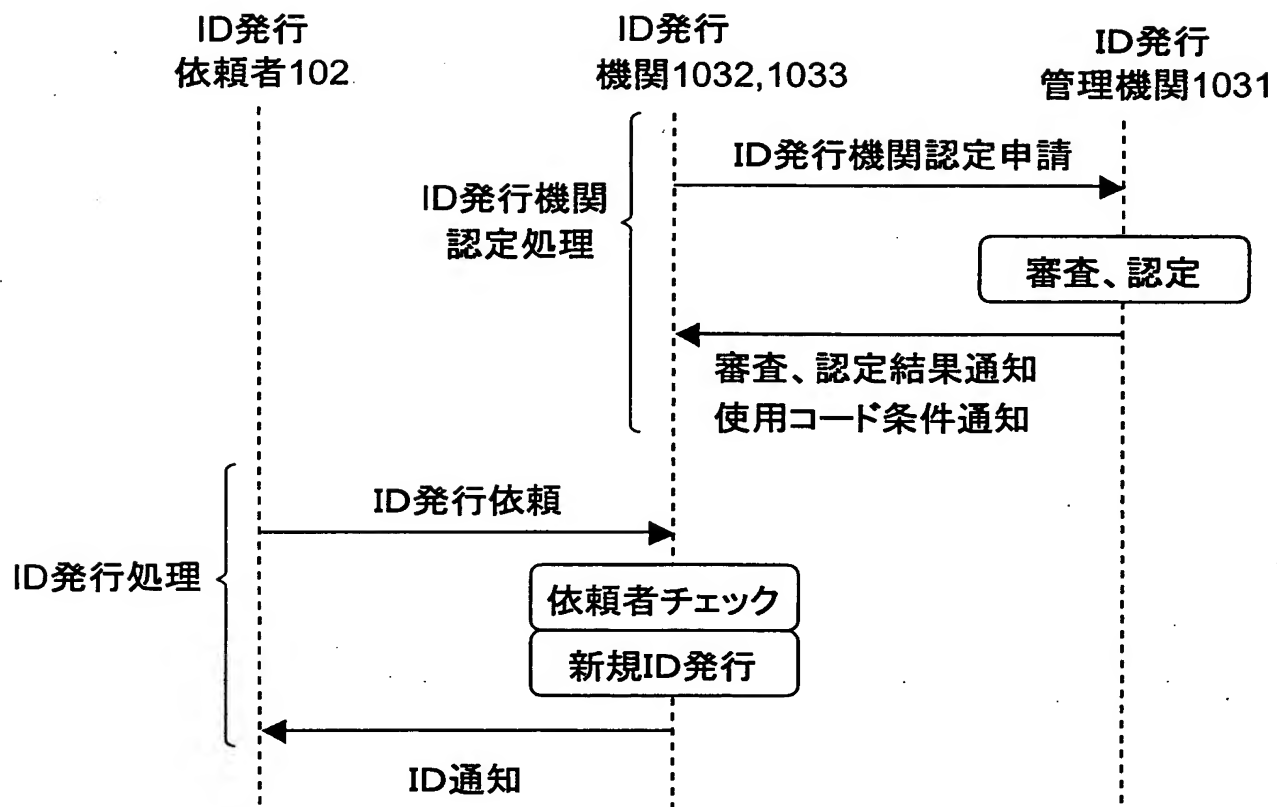 ID発行
依頼者102
ID発行
機関1032,1033
ID発行
管理機関1031
ID発行機関認定申請
ID発行機関
認定処理
審査、認定
審査、認定結果通知
使用コード条件通知
ID発行依頼
ID発行処理
依頼者チェック
新規ID発行
ID通知